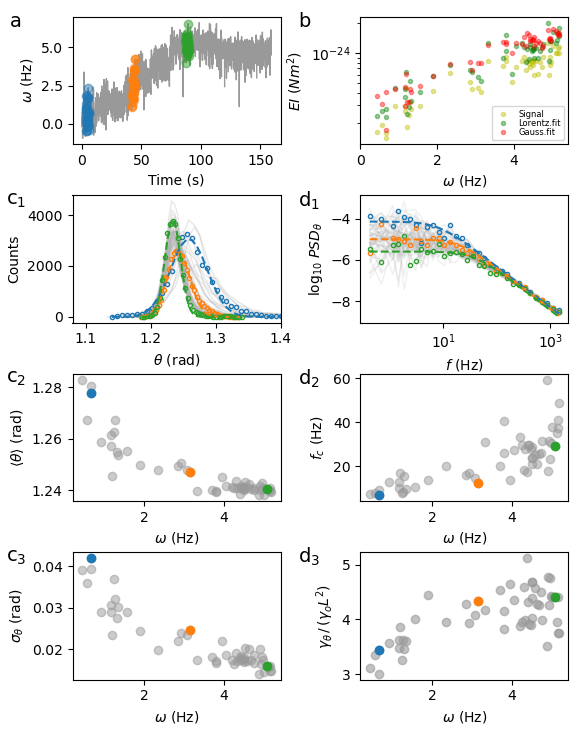 a
ω (Hz)
5.0
2.5
0.0
0
50
100
150
Time (s)
b
EI (Nm²)
10⁻²⁴
Signal
Lorentz.fit
Gauss.fit
0
2
4
ω (Hz)
c₁
Counts
4000
2000
0
1.1
1.2
1.3
1.4
θ (rad)
d₁
log₁₀ PSD_θ
−4
−6
−8
10¹
10³
f (Hz)
c₂
⟨θ⟩ (rad)
1.28
1.26
1.24
2
4
ω (Hz)
d₂
f_c (Hz)
60
40
20
2
4
ω (Hz)
c₃
σ_θ (rad)
0.04
0.03
0.02
2
4
ω (Hz)
d₃
γ_θ / (γ_o L²)
5
4
3
2
4
ω (Hz)